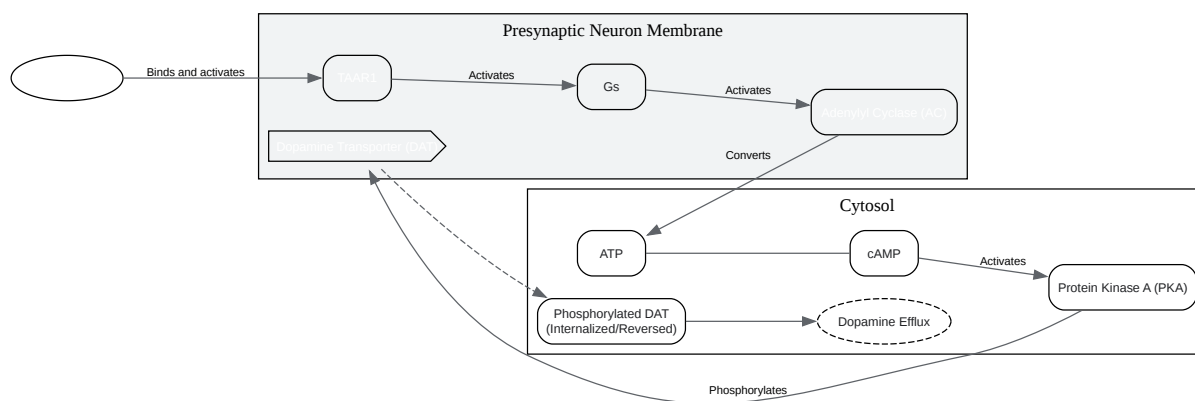 Presynaptic Neuron Membrane
Binds and activates
TAAR1
Activates
Gs
Activates
Adenylyl Cyclase (AC)
Dopamine Transporter (DAT
Converts
Cytosol
ATP
cAMP
Activates
Protein Kinase A (PKA)
Phosphorylated DAT
(Internalized/Reversed)
Dopamine Efflux
Phosphorylates